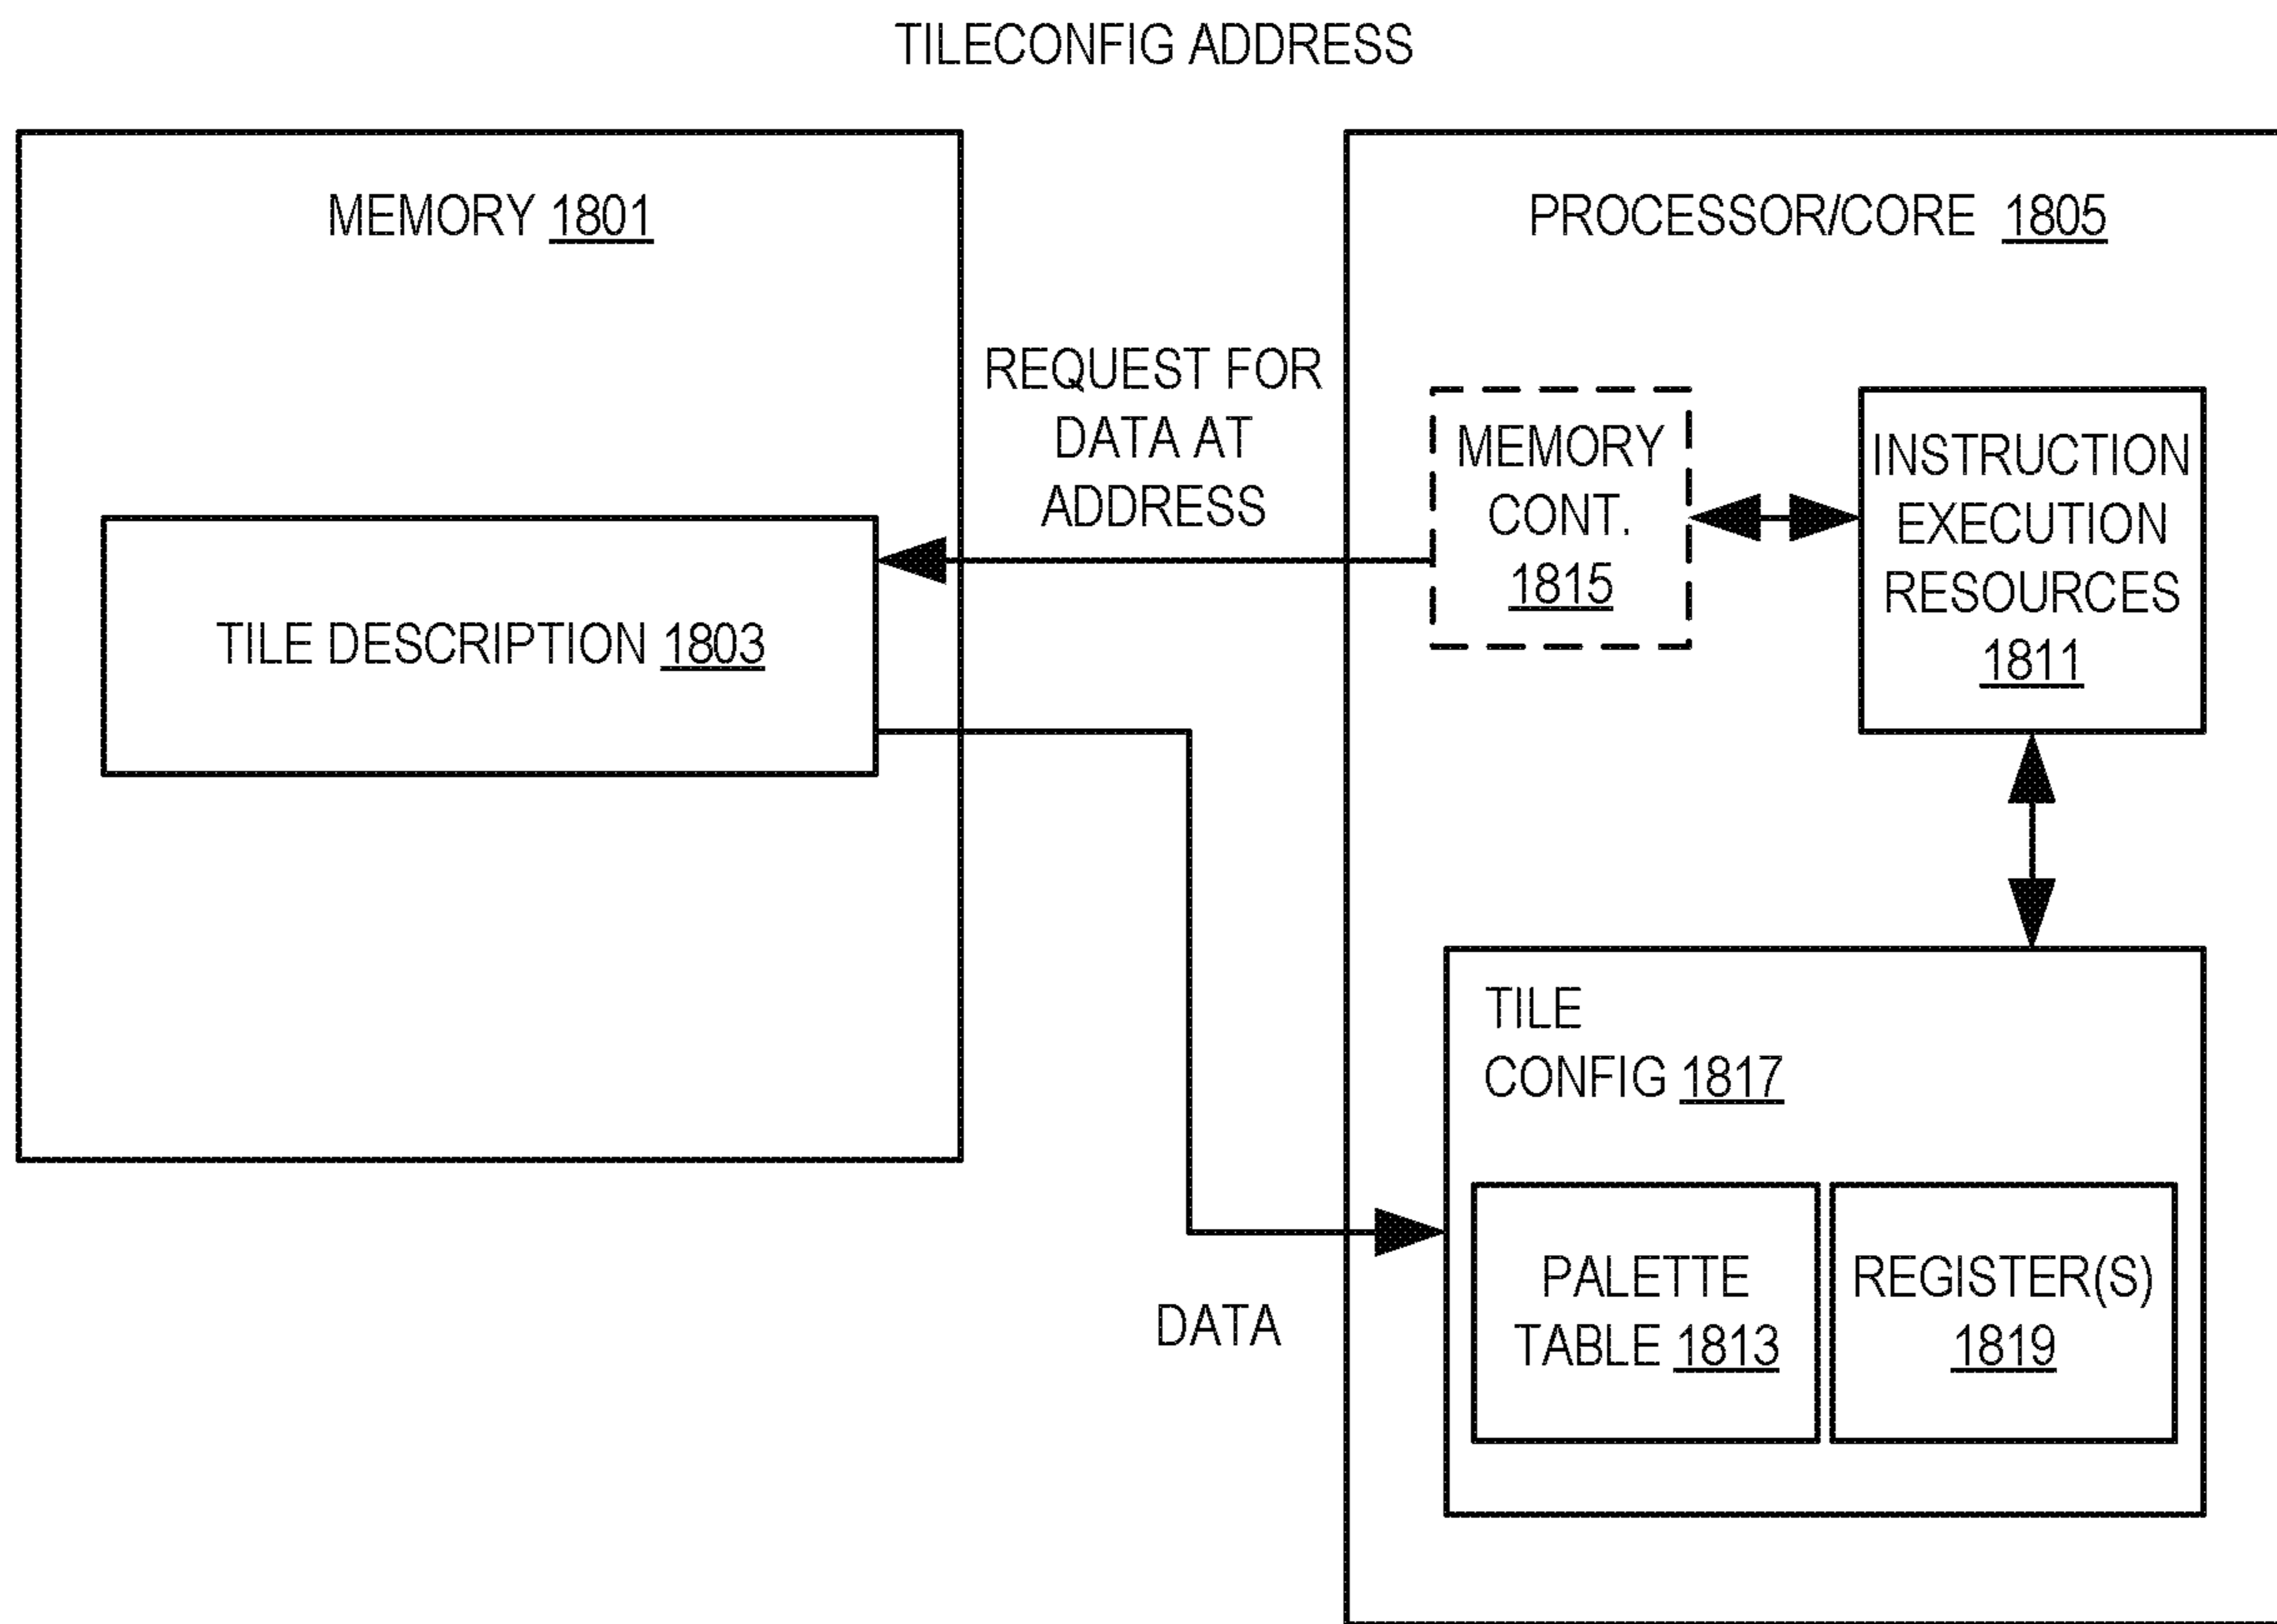 TILECONFIG ADDRESS
MEMORY 1801
PROCESSOR/CORE 1805
REQUEST FOR
DATA AT
ADDRESS
MEMORY
CONT.
1815
INSTRUCTION
EXECUTION
RESOURCES
1811
TILE DESCRIPTION 1803
TILE
CONFIG 1817
PALETTE
TABLE 1813
REGISTER(S)
1819
DATA